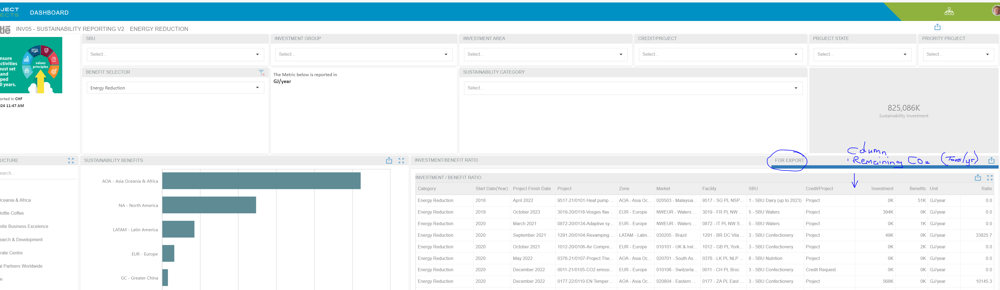 JECT
ECTS
DASHBOARD
tlé
INV05 - SUSTAINABILITY REPORTING V2 ENERGY REDUCTION
nsure
ctivities
ust set
and
ped
0 years.
values
principles
orted in CHF
24 11:47 AM
SBU
Select...
INVESTMENT GROUP
Select...
INVESTMENT AREA
Select...
CREDIT/PROJECT
Select...
PROJECT STATE
Select...
PRIORITY PROJECT
Select...
BENEFIT SELECTOR
Energy Reduction
The Metric below is reported in
GJ/year
SUSTAINABILITY CATEGORY
Select...
825,086K
Sustainability Investment
UCTURE
earch...
Oceania & Africa
Bottle Coffee
stle Business Excelence
earch & Development
rate Centre
al Partners Worldwide
e
SUSTAINABILITY BENEFITS
AOA - Asia Oceania & Africa
NA - North America
LATAM - Latin America
EUR - Europe
GC - Greater China
INVESTMENT/BENEFIT RATIO
FOR EXPORT
Column
Remaining CO2 (Tons/yr)
INVESTMENT / BENEFIT RATIO
Category Start Date(Year) Project Finish Date Project Zone Market Facility SBU Credit/Project Investment Benefits Unit Ratio
Energy Reduction 2018 April 2022 9517-21/0101-Heat pump ... AOA - Asia Oc... 020503 - Malaysia... 9517 - SG PL NSP... 1 - SBU Dairy (up to 2023) Project 0K 51K GJ/year 0.0
Energy Reduction 2019 October 2023 3019-20/0118-Vosges flav... EUR - Europe NWEUR - Waters ... 3019 - FR PL NW ... 5 - SBU Waters Project 394K 0K GJ/year 0.0
Energy Reduction 2020 March 2021 0872-20/0134-Adaptive sy... EUR - Europe NWEUR - Waters ... 0872 - IT PL NW S... 5 - SBU Waters Project 0K 1K GJ/year 0.0
Energy Reduction 2020 September 2021 1291-20/0104-Revamping ... LATAM - Latin... 030205 - Brazil 1291 - BR DC Vila ... 3 - SBU Confectionery Project 49K 0K GJ/year 33825.7
Energy Reduction 2020 October 2021 1012-20/0106-Air Compre... EUR - Europe 010101 - UK & Irel... 1012 - GB PL York... 3 - SBU Confectionery Project 0K 2K GJ/year 0.0
Energy Reduction 2020 May 2022 0376-21/0107-Project The... AOA - Asia Oc... 020701 - South As... 0376 - LK PL NLP ... 8 - SBU Nutrition Project 0K 0K GJ/year 0.0
Energy Reduction 2020 December 2022 0011-21/0105-CO2 emissi... EUR - Europe 010106 - Switzerla... 0011 - CH PL Broc 3 - SBU Confectionery Credit Request 0K 0K GJ/year 0.0
Energy Reduction 2020 December 2022 0177-22/0110-EN Temper... AOA - Asia Oc... 020804 - Eastern ... 0177 - ZA PL East ... 3 - SBU Confectionery Project 568K 0K GJ/year 10145.3